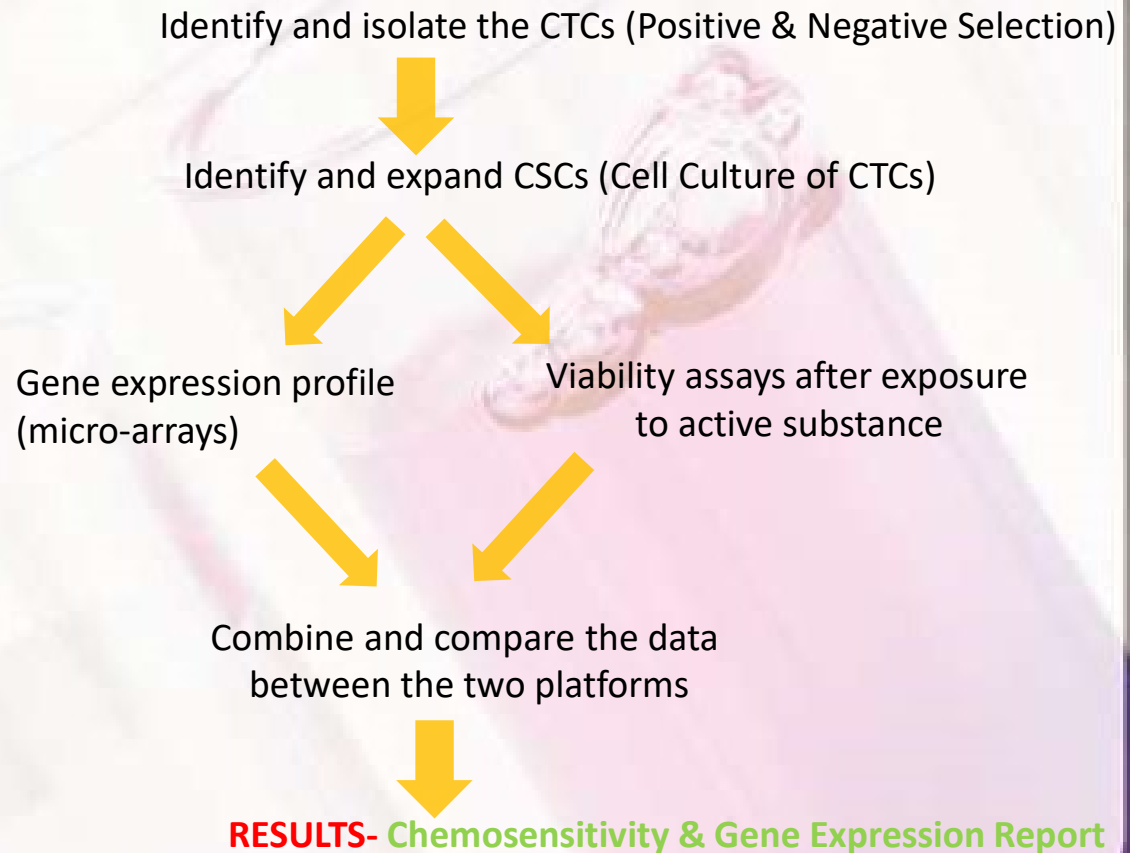 Identify and isolate the CTCs (Positive & Negative Selection)
Identify and expand CSCs (Cell Culture of CTCs)
Gene expression profile
(micro-arrays)
Viability assays after exposure
to active substance
Combine and compare the data
between the two platforms
RESULTS- Chemosensitivity & Gene Expression Report